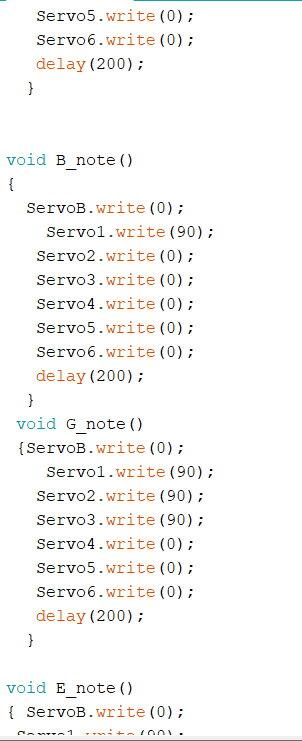 Servo5.write(0);
Servo6.write(0);
delay(200);
}
void B_note()
{
ServoB.write(0);
Servo1.write(90);
Servo2.write(0);
Servo3.write(0);
Servo4.write(0);
Servo5.write(0);
Servo6.write(0);
delay(200);
}
void G_note()
{ServoB.write(0);
Servo1.write(90);
Servo2.write(90);
Servo3.write(90);
Servo4.write(0);
Servo5.write(0);
Servo6.write(0);
delay(200);
}
void E_note()
{ ServoB.write(0);
Servo1.write(90);